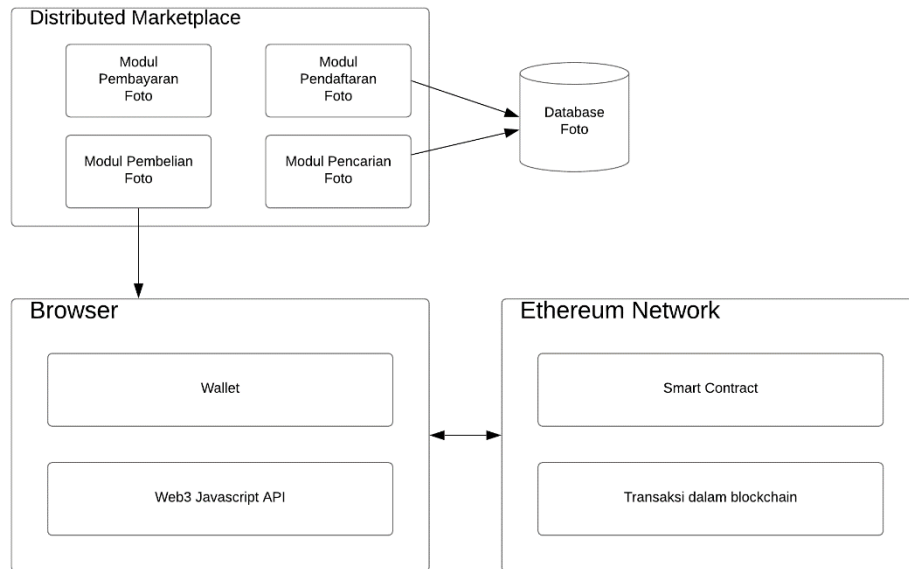 Distributed Marketplace
Modul
Pembayaran
Foto
Modul
Pendaftaran
Foto
Database
Foto
Modul Pembelian
Foto
Modul Pencarian
Foto
Browser
Ethereum Network
Wallet
Smart Contract
Web3 Javascript API
Transaksi dalam blockchain